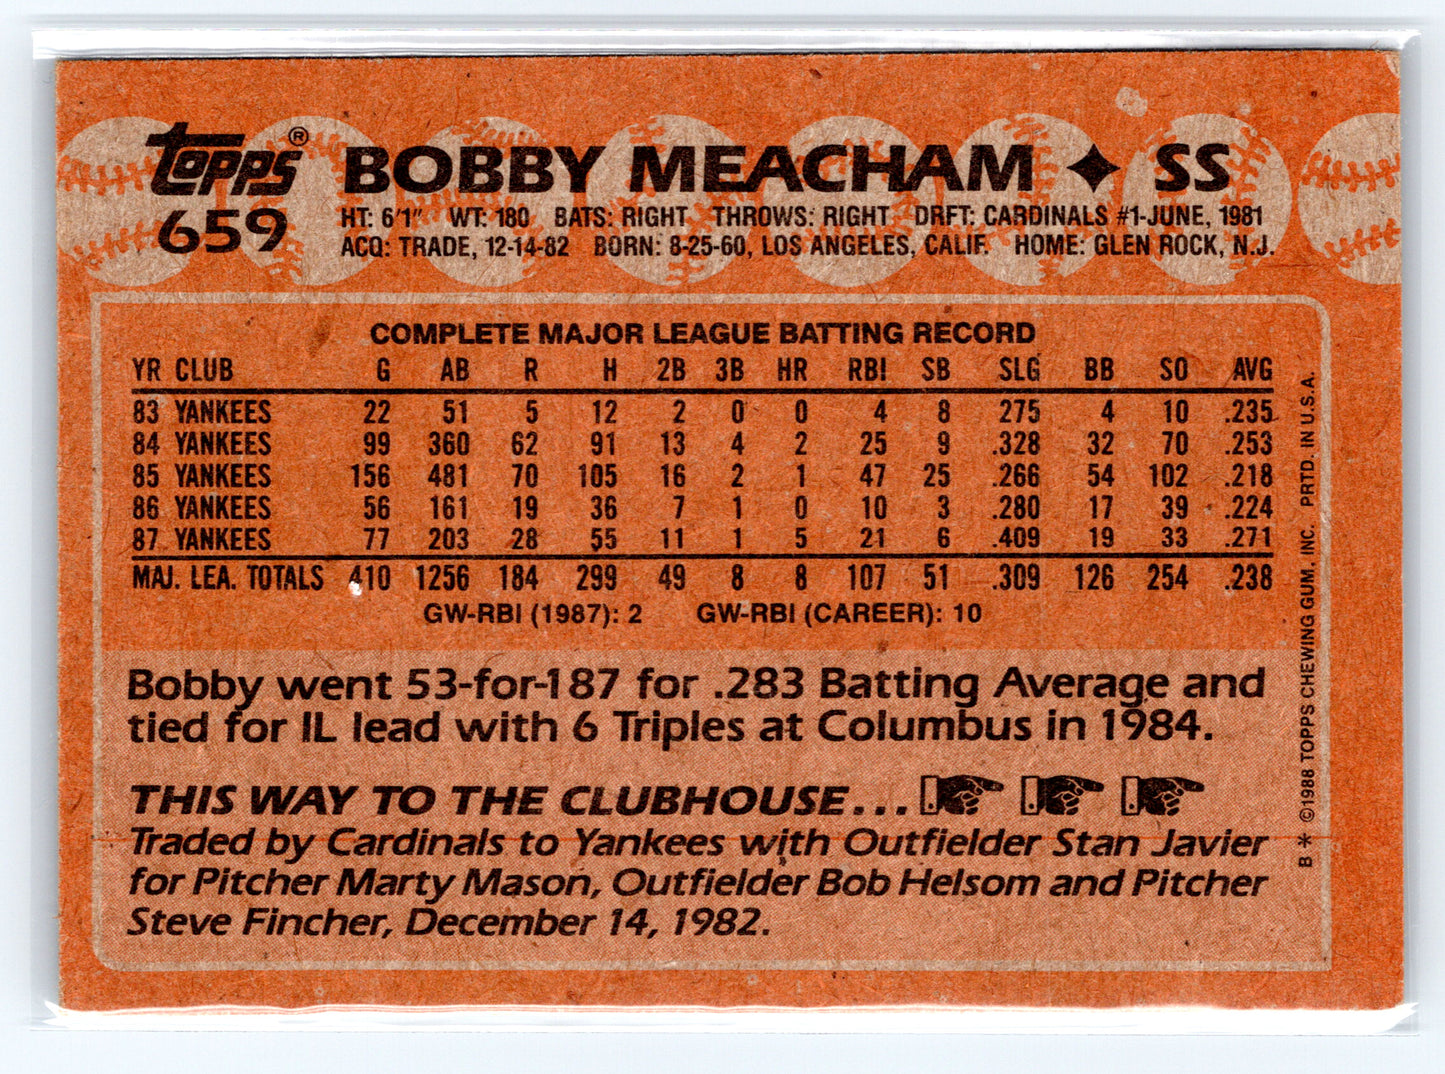 topps®
659
BOBBY MEACHAM ✦ SS
HT: 6'1" WT: 180 BATS: RIGHT THROWS: RIGHT DRFT: CARDINALS #1-JUNE, 1981
ACQ: TRADE, 12-14-82 BORN: 8-25-60, LOS ANGELES, CALIF. HOME: GLEN ROCK, N.J.
COMPLETE MAJOR LEAGUE BATTING RECORD
YR CLUB G AB R H 2B 3B HR RBI SB SLG BB SO AVG
83 YANKEES 22 51 5 12 2 0 0 4 8 275 4 10 .235
84 YANKEES 99 360 62 91 13 4 2 25 9 .328 32 70 .253
85 YANKEES 156 481 70 105 16 2 1 47 25 .266 54 102 .218
86 YANKEES 56 161 19 36 7 1 0 10 3 .280 17 39 .224
87 YANKEES 77 203 28 55 11 1 5 21 6 .409 19 33 .271
MAJ. LEA. TOTALS 410 1256 184 299 49 8 8 107 51 .309 126 254 .238
GW-RBI (1987): 2 GW-RBI (CAREER): 10
Bobby went 53-for-187 for .283 Batting Average and
tied for IL lead with 6 Triples at Columbus in 1984.
THIS WAY TO THE CLUBHOUSE...
Traded by Cardinals to Yankees with Outfielder Stan Javier
for Pitcher Marty Mason, Outfielder Bob Helsom and Pitcher
Steve Fincher, December 14, 1982.
B * ©1988 TOPPS CHEWING GUM, INC. PRTD. IN U.S.A.